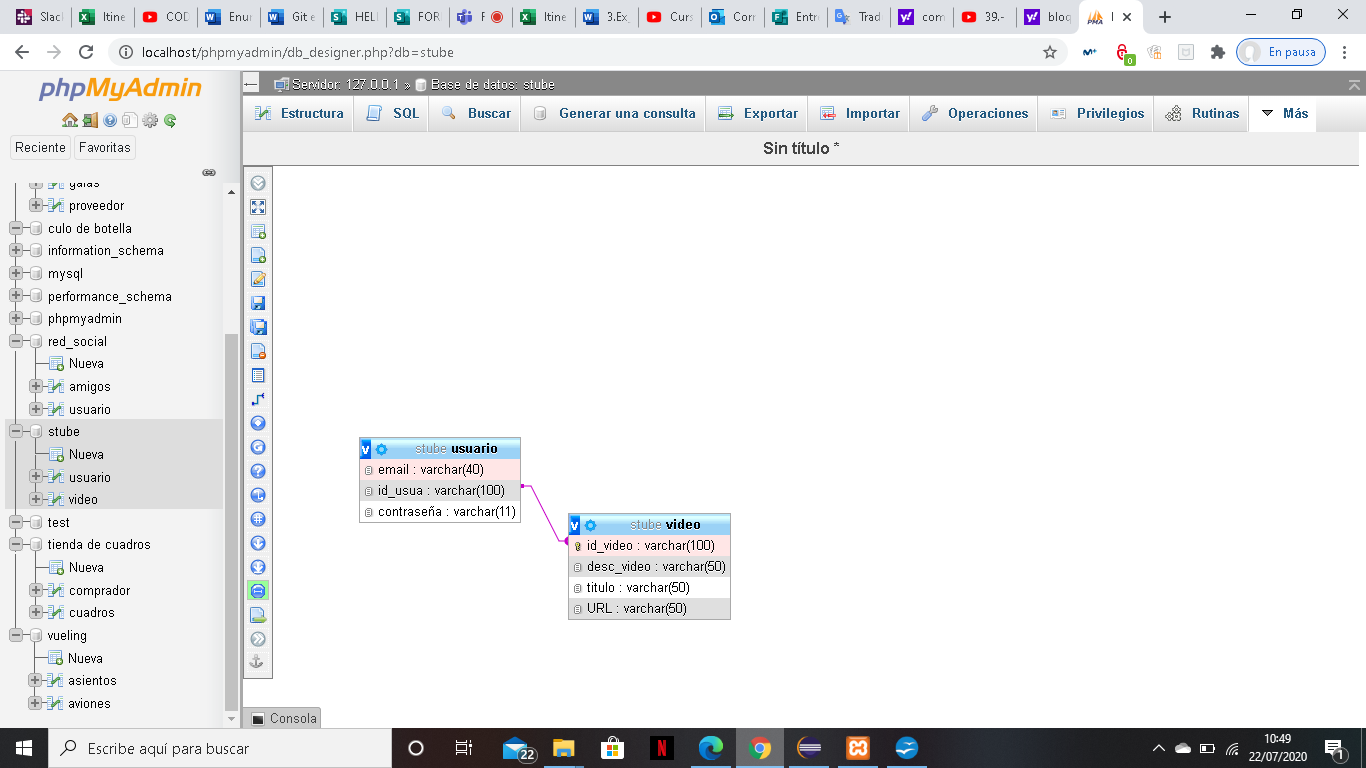 Slac
Itine
COD
Enun
Git e
HEL
FOR
R
Itine
3.Ex
Curs
Corr
Entr
Trad
com
39.-
bloq
localhost/phpmyadmin/db_designer.php?db=stube
0
En pausa
phpMyAdmin
Reciente
Favoritas
galas
proveedor
culo de botella
information_schema
mysql
performance_schema
phpmyadmin
red_social
Nueva
amigos
usuario
stube
Nueva
usuario
video
test
tienda de cuadros
Nueva
comprador
cuadros
vueling
Nueva
asientos
aviones
Servidor: 127.0.0.1 » Base de datos: stube
Estructura
SQL
Buscar
Generar una consulta
Exportar
Importar
Operaciones
Privilegios
Rutinas
Más
Sin título *
v stube usuario
email : varchar(40)
id_usua : varchar(100)
contraseña : varchar(11)
v stube video
id_video : varchar(100)
desc_video : varchar(50)
titulo : varchar(50)
URL : varchar(50)
Consola
Escribe aquí para buscar
22
10:49
22/07/2020
1